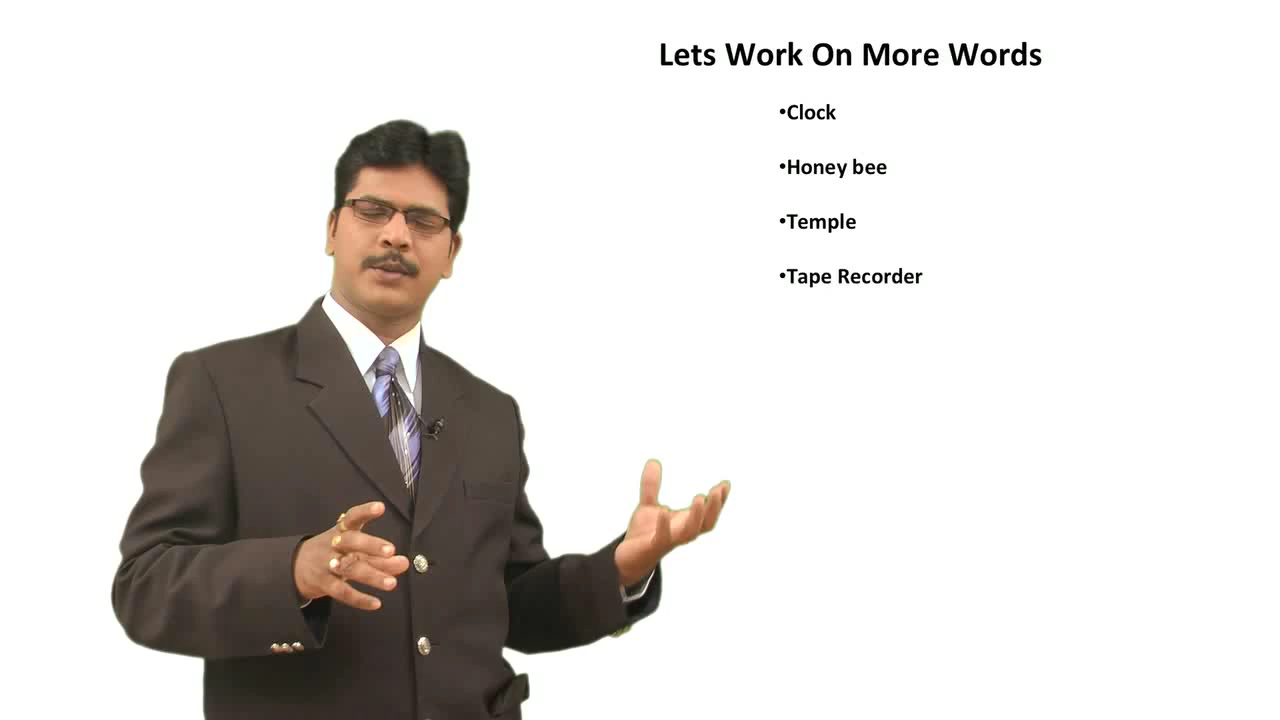 Lets Work On More Words
•Clock
•Honey bee
•Temple
•Tape Recorder